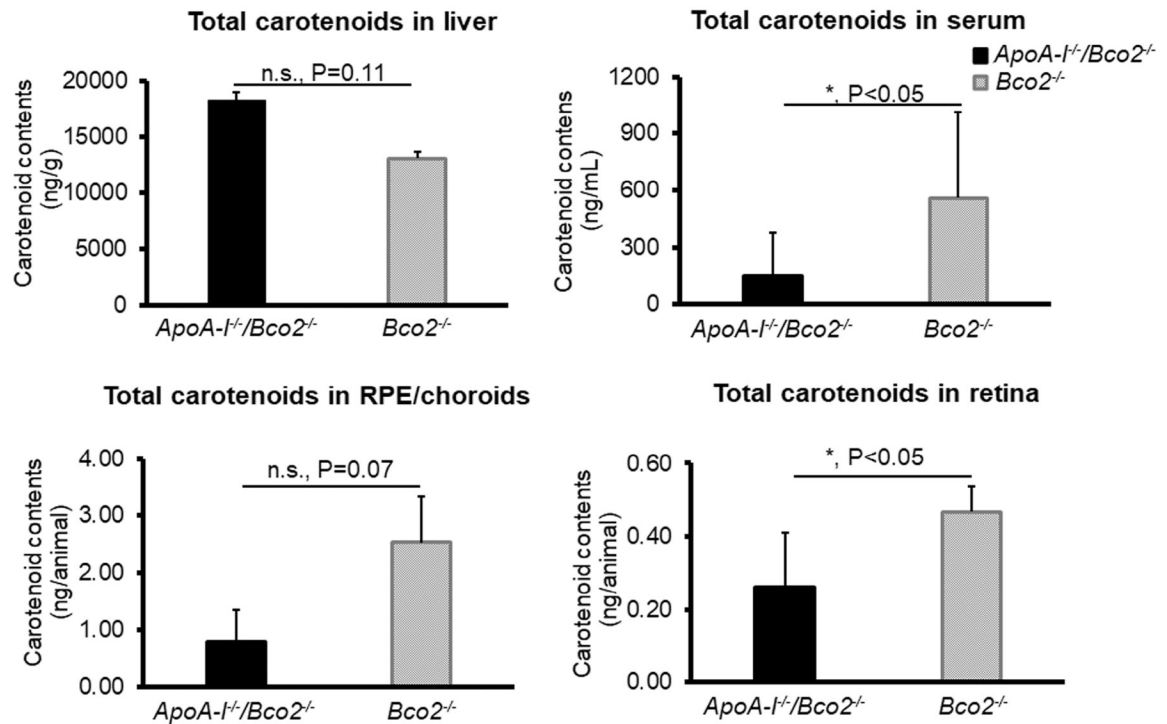 Total carotenoids in liver
Carotenoid contents
(ng/g)
20000
15000
10000
5000
0
n.s., P=0.11
ApoA-I-/-/Bco2-/-
Bco2-/-
Total carotenoids in serum
ApoA-I-/-/Bco2-/-
Bco2-/-
Carotenoid contens
(ng/mL)
1200
900
600
300
0
*, P<0.05
ApoA-I-/-/Bco2-/-
Bco2-/-
Total carotenoids in RPE/choroids
Carotenoid contents
(ng/animal)
4.00
3.00
2.00
1.00
0.00
n.s., P=0.07
ApoA-I-/-/Bco2-/-
Bco2-/-
Total carotenoids in retina
Carotenoid contents
(ng/animal)
0.60
0.40
0.20
0.00
*, P<0.05
ApoA-I-/-/Bco2-/-
Bco2-/-